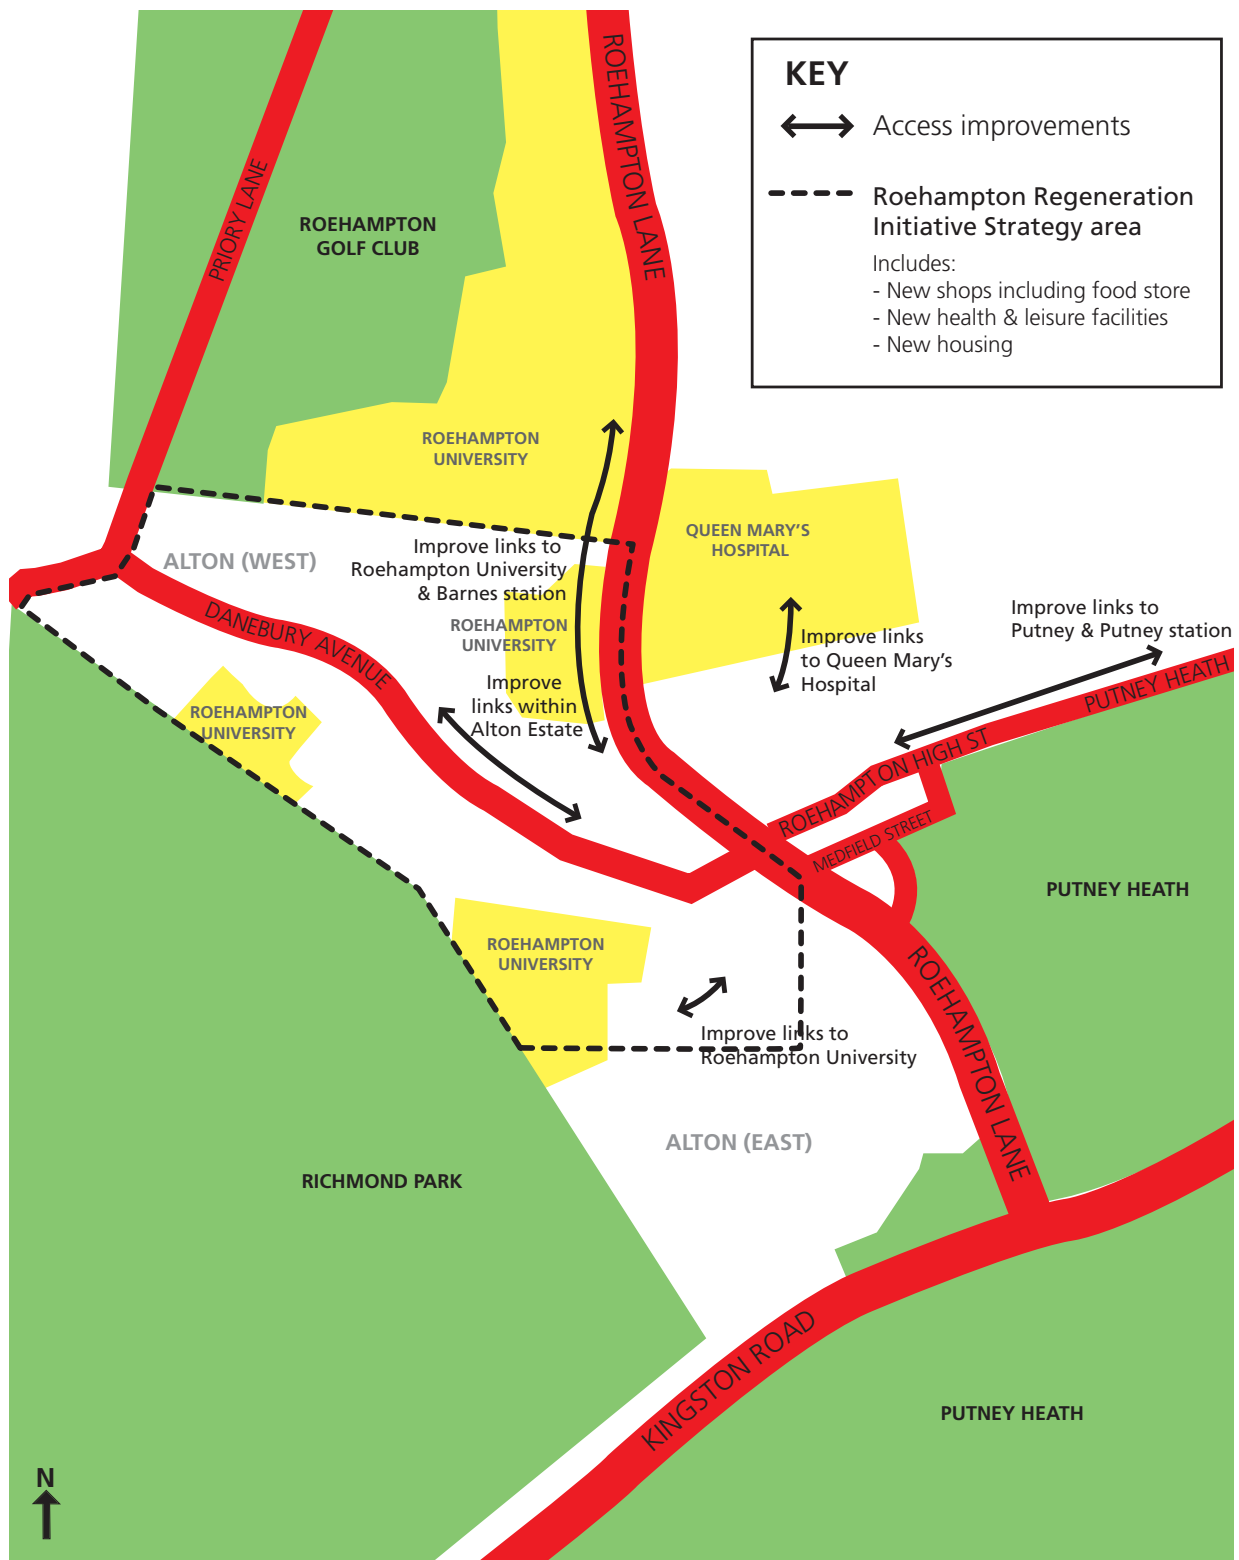 KEY
Access improvements
Roehampton Regeneration
Initiative Strategy area
Includes:
- New shops including food store
- New health & leisure facilities
- New housing
ROEHAMPTON LANE
PRIORY LANE
ROEHAMPTON
GOLF CLUB
ROEHAMPTON
UNIVERSITY
QUEEN MARY'S
HOSPITAL
ALTON (WEST)
Improve links to
Roehampton University
& Barnes station
DANEBURY AVENUE
ROEHAMPTON
UNIVERSITY
Improve links
to Queen Mary's
Hospital
Improve links to
Putney & Putney station
PUTNEY HEATH
ROEHAMPTON
UNIVERSITY
Improve
links within
Alton Estate
ROEHAMPTON HIGH ST
MEDFIELD STREET
PUTNEY HEATH
ROEHAMPTON
UNIVERSITY
ROEHAMPTON LANE
Improve links to
Roehampton University
ALTON (EAST)
RICHMOND PARK
KINGSTON ROAD
PUTNEY HEATH
N